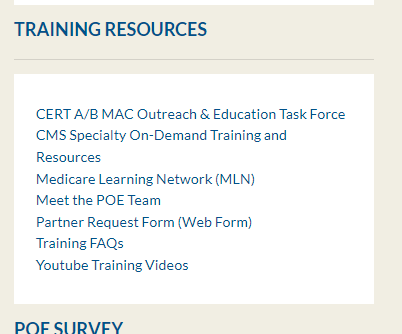 TRAINING RESOURCES
CERT A/B MAC Outreach & Education Task Force
CMS Specialty On-Demand Training and
Resources
Medicare Learning Network (MLN)
Meet the POE Team
Partner Request Form (Web Form)
Training FAQs
Youtube Training Videos
POE SURVEY